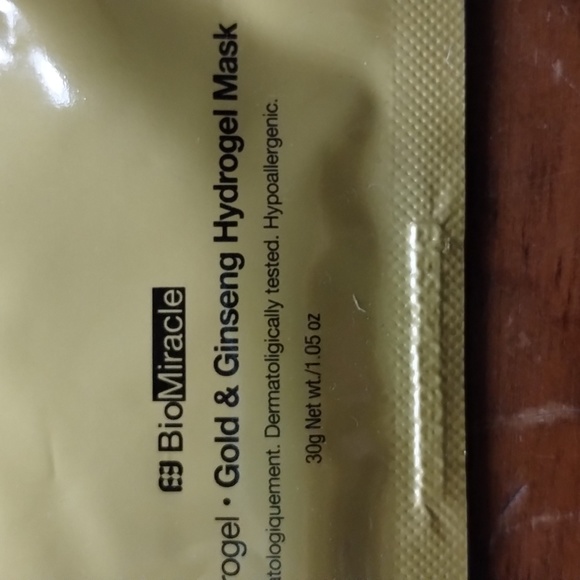 BioMiracle
rogel • Gold & Ginseng Hydrogel Mask
atologiquement. Dermatoligically tested. Hypoallergenic.
30g Net wt./1.05 oz